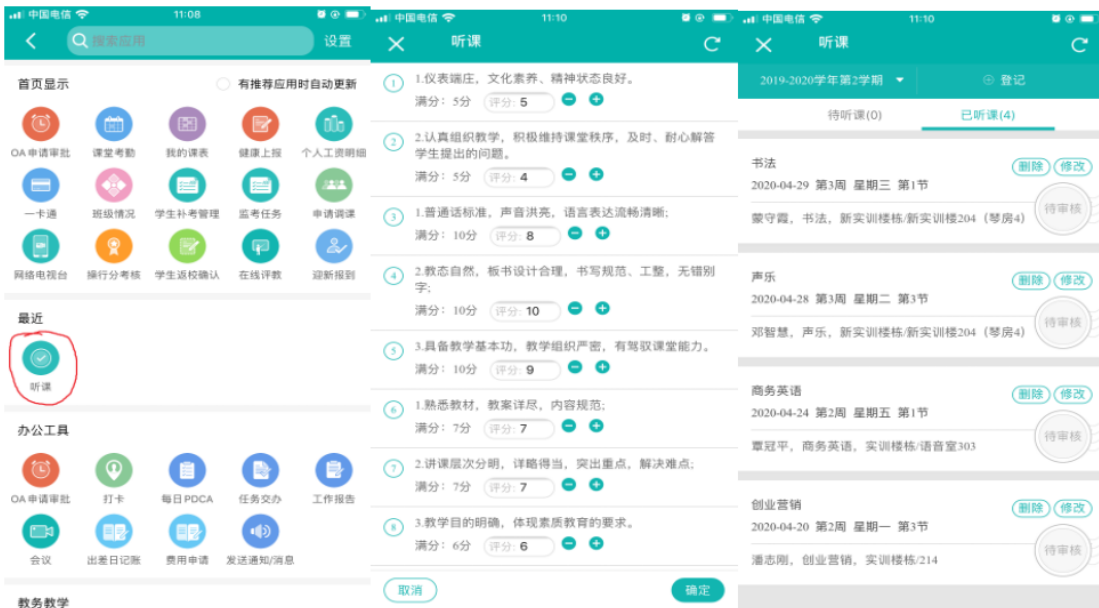 中国电信 11:08
搜索应用 设置
首页显示 有推荐应用时自动更新
OA申请审批 课堂考勤 我的课表 健康上报 个人工资明细
一卡通 班级情况 学生补考管理 监考任务 申请调课
网络电视台 操行分考核 学生返校确认 在线评教 迎新报到
最近
听课
办公工具
OA申请审批 打卡 每日PDCA 任务交办 工作报告
会议 出差日记账 费用申请 发送通知/消息
教务教学
中国电信 11:10
听课
1 1.仪表端庄，文化素养、精神状态良好。
满分：5分 评分: 5
2 2.认真组织教学，积极维持课堂秩序，及时、耐心解答
学生提出的问题。
满分：5分 评分: 4
3 1.普通话标准，声音洪亮，语言表达流畅清晰;
满分：10分 评分: 8
4 2.教态自然，板书设计合理，书写规范、工整，无错别
字;
满分：10分 评分: 10
5 3.具备教学基本功，教学组织严密，有驾驭课堂能力。
满分：10分 评分: 9
6 1.熟悉教材，教案详尽，内容规范;
满分：7分 评分: 7
7 2.讲课层次分明，详略得当，突出重点，解决难点;
满分：7分 评分: 7
8 3.教学目的明确，体现素质教育的要求。
满分：6分 评分: 6
取消 确定
中国电信 11:10
听课
2019-2020学年第2学期 登记
待听课(0) 已听课(4)
书法 删除 修改
2020-04-29 第3周 星期三 第1节
待审核
蒙守霞，书法，新实训楼栋/新实训楼204（琴房4）
声乐 删除 修改
2020-04-28 第3周 星期二 第3节
待审核
邓智慧，声乐，新实训楼栋/新实训楼204（琴房4）
商务英语 删除 修改
2020-04-24 第2周 星期五 第1节
待审核
覃冠平，商务英语，实训楼栋/语音室303
创业营销 删除 修改
2020-04-20 第2周 星期一 第3节
待审核
潘志刚，创业营销，实训楼栋/214